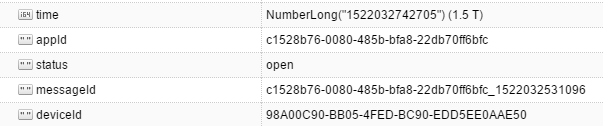 i64 time NumberLong("1522032742705") (1.5 T)
" " appId c1528b76-0080-485b-bfa8-22db70ff6bfc
" " status open
" " messageId c1528b76-0080-485b-bfa8-22db70ff6bfc_1522032531096
" " deviceId 98A00C90-BB05-4FED-BC90-EDD5EE0AAE50